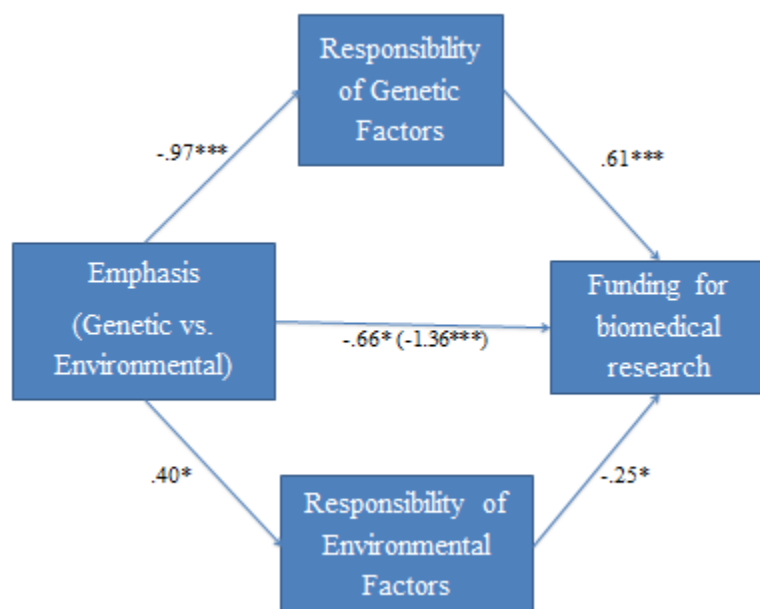 Responsibility
of Genetic
Factors
-.97***
.61***
Emphasis
(Genetic vs.
Environmental)
Funding for
biomedical
research
-.66* (-1.36***)
.40*
-.25*
Responsibility of
Environmental
Factors